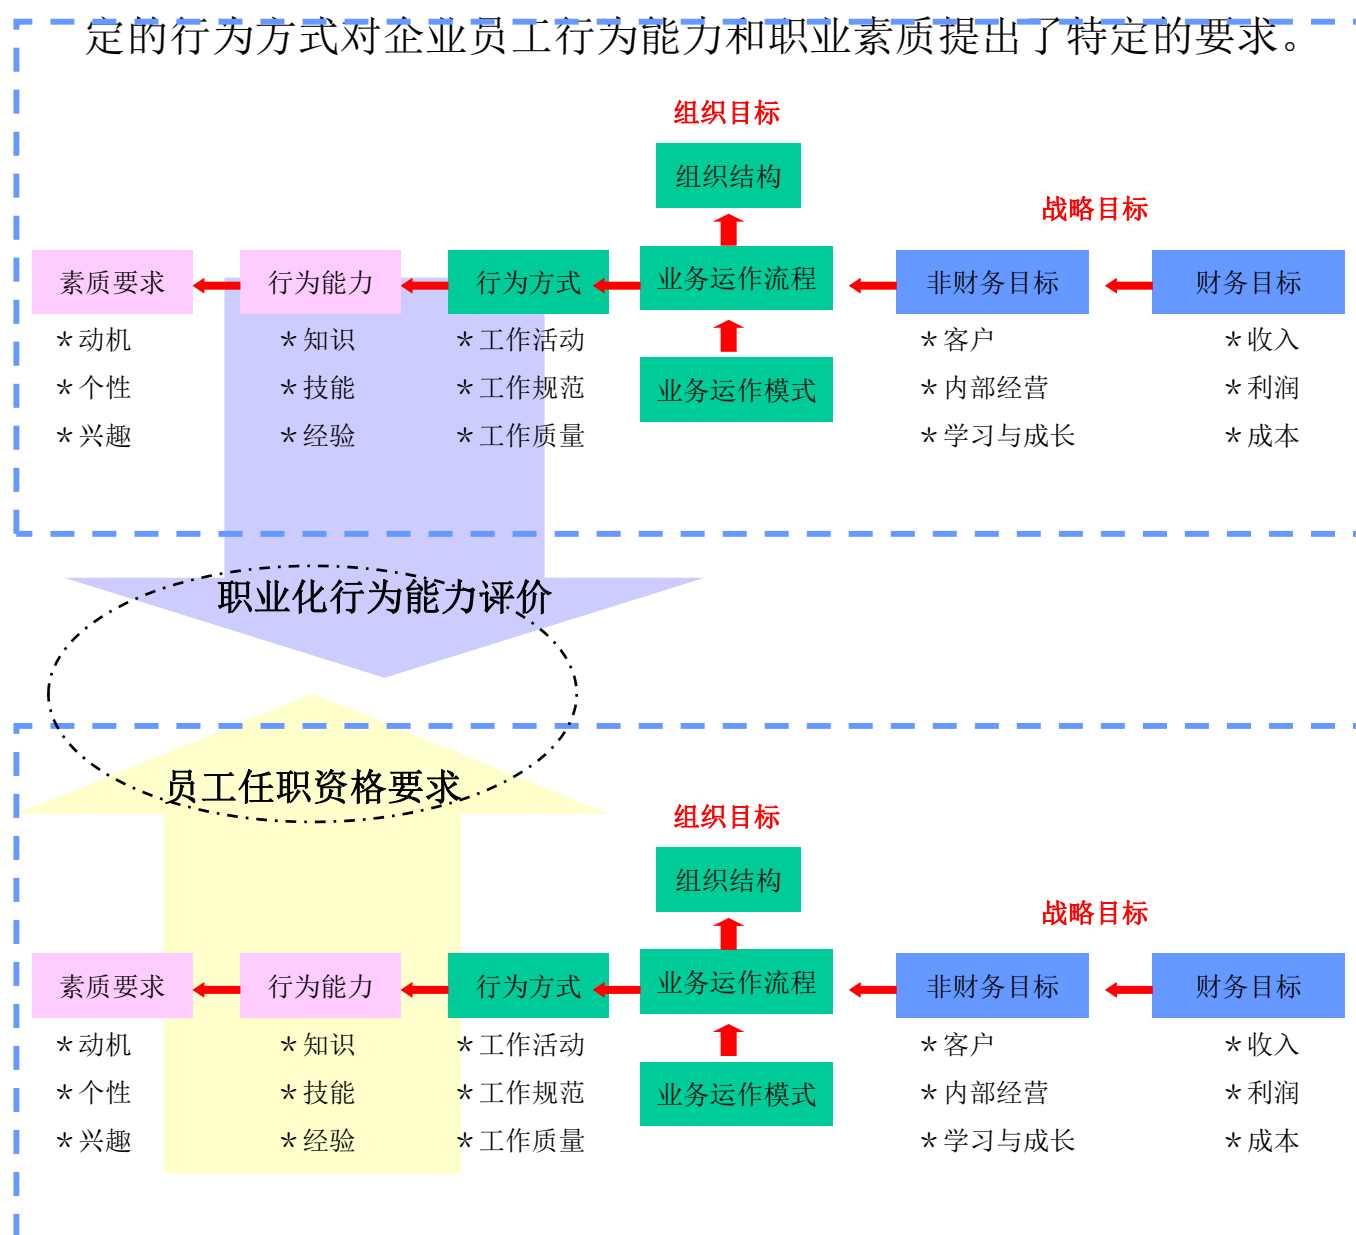 定的行为方式对企业员工行为能力和职业素质提出了特定的要求。
组织目标
组织结构
战略目标
素质要求 行为能力 行为方式 业务运作流程 非财务目标 财务目标
*动机 *知识 *工作活动 *客户 *收入
*个性 *技能 *工作规范 业务运作模式 *内部经营 *利润
*兴趣 *经验 *工作质量 *学习与成长 *成本
职业化行为能力评价
员工任职资格要求
组织目标
组织结构
战略目标
素质要求 行为能力 行为方式 业务运作流程 非财务目标 财务目标
*动机 *知识 *工作活动 *客户 *收入
*个性 *技能 *工作规范 业务运作模式 *内部经营 *利润
*兴趣 *经验 *工作质量 *学习与成长 *成本